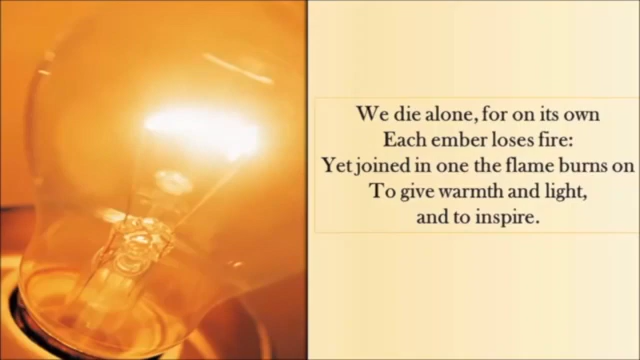 We die alone, for on its own
Each ember loses fire:
Yet joined in one the flame burns on
To give warmth and light,
and to inspire.